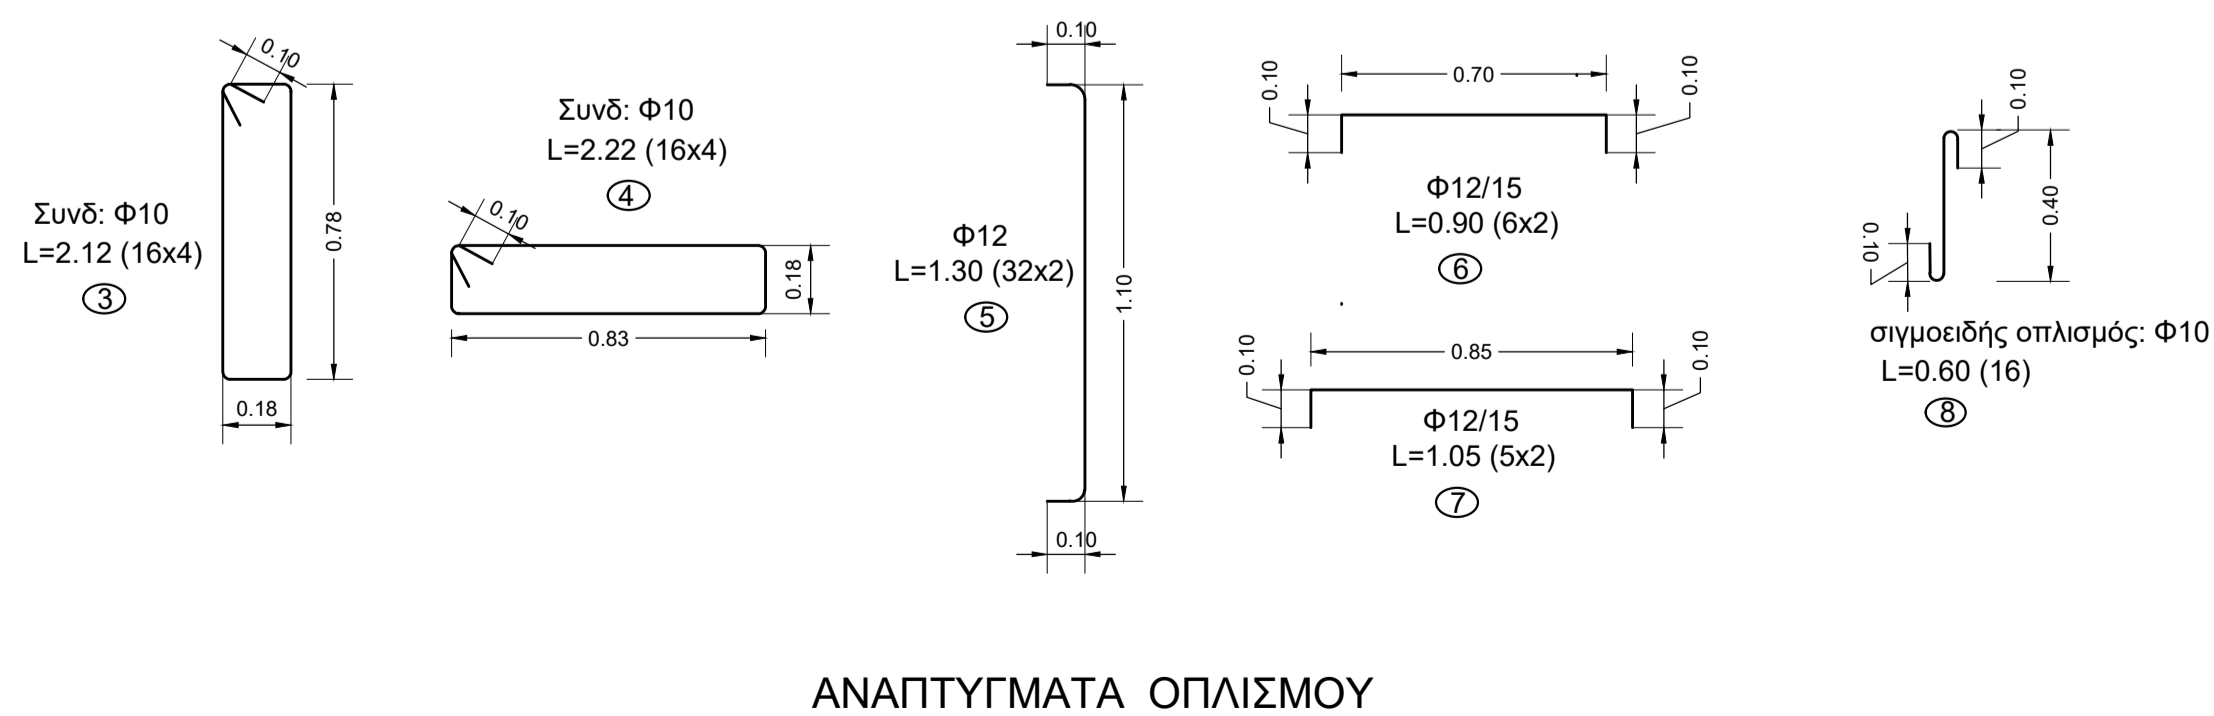 0.10
0.78
0.18
Συνδ: Φ10
L=2.12 (16x4)
3
Συνδ: Φ10
L=2.22 (16x4)
4
0.10
0.18
0.83
0.10
Φ12
L=1.30 (32x2)
5
1.10
0.10
0.10
0.70
0.10
Φ12/15
L=0.90 (6x2)
6
0.10
0.85
0.10
Φ12/15
L=1.05 (5x2)
7
0.10
0.40
0.10
σιγμοειδής οπλισμός: Φ10
L=0.60 (16)
8
ΑΝΑΠΤΥΓΜΑΤΑ ΟΠΛΙΣΜΟΥ